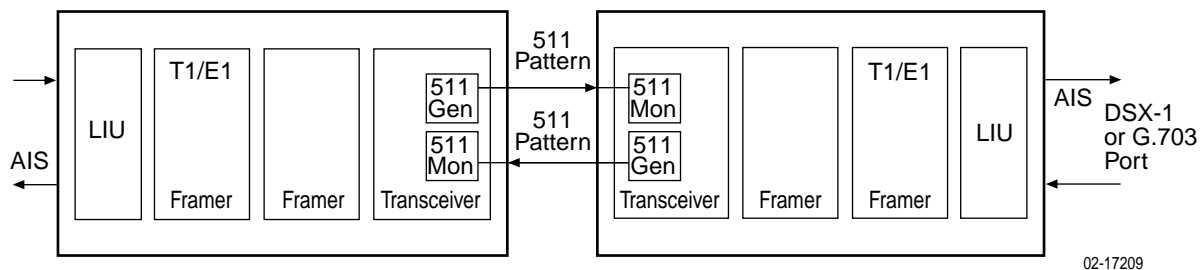 511
Pattern
511
Pattern
AIS
LIU
T1/E1
Framer
Framer
511
Gen
511
Mon
Transceiver
511
Mon
511
Gen
Transceiver
Framer
T1/E1
Framer
LIU
AIS
DSX-1
or G.703
Port
02-17209